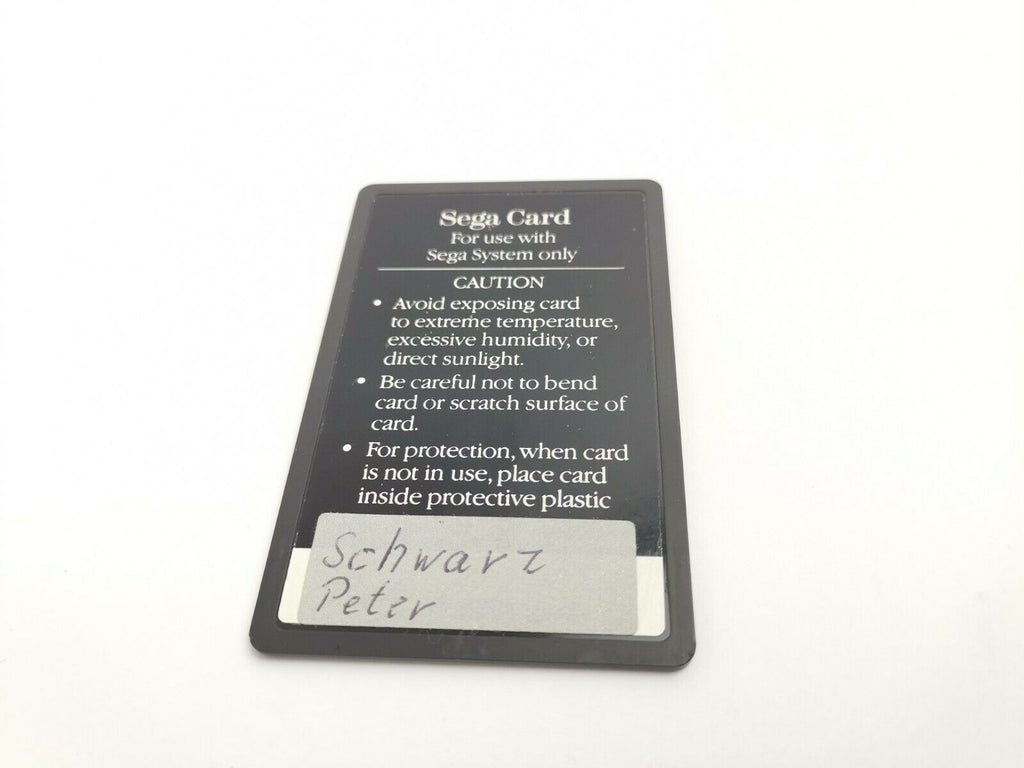 Sega Card
For use with
Sega System only
CAUTION
• Avoid exposing card
to extreme temperature,
excessive humidity, or
direct sunlight.
• Be careful not to bend
card or scratch surface of
card.
• For protection, when card
is not in use, place card
inside protective plastic
Schwarz
Peter